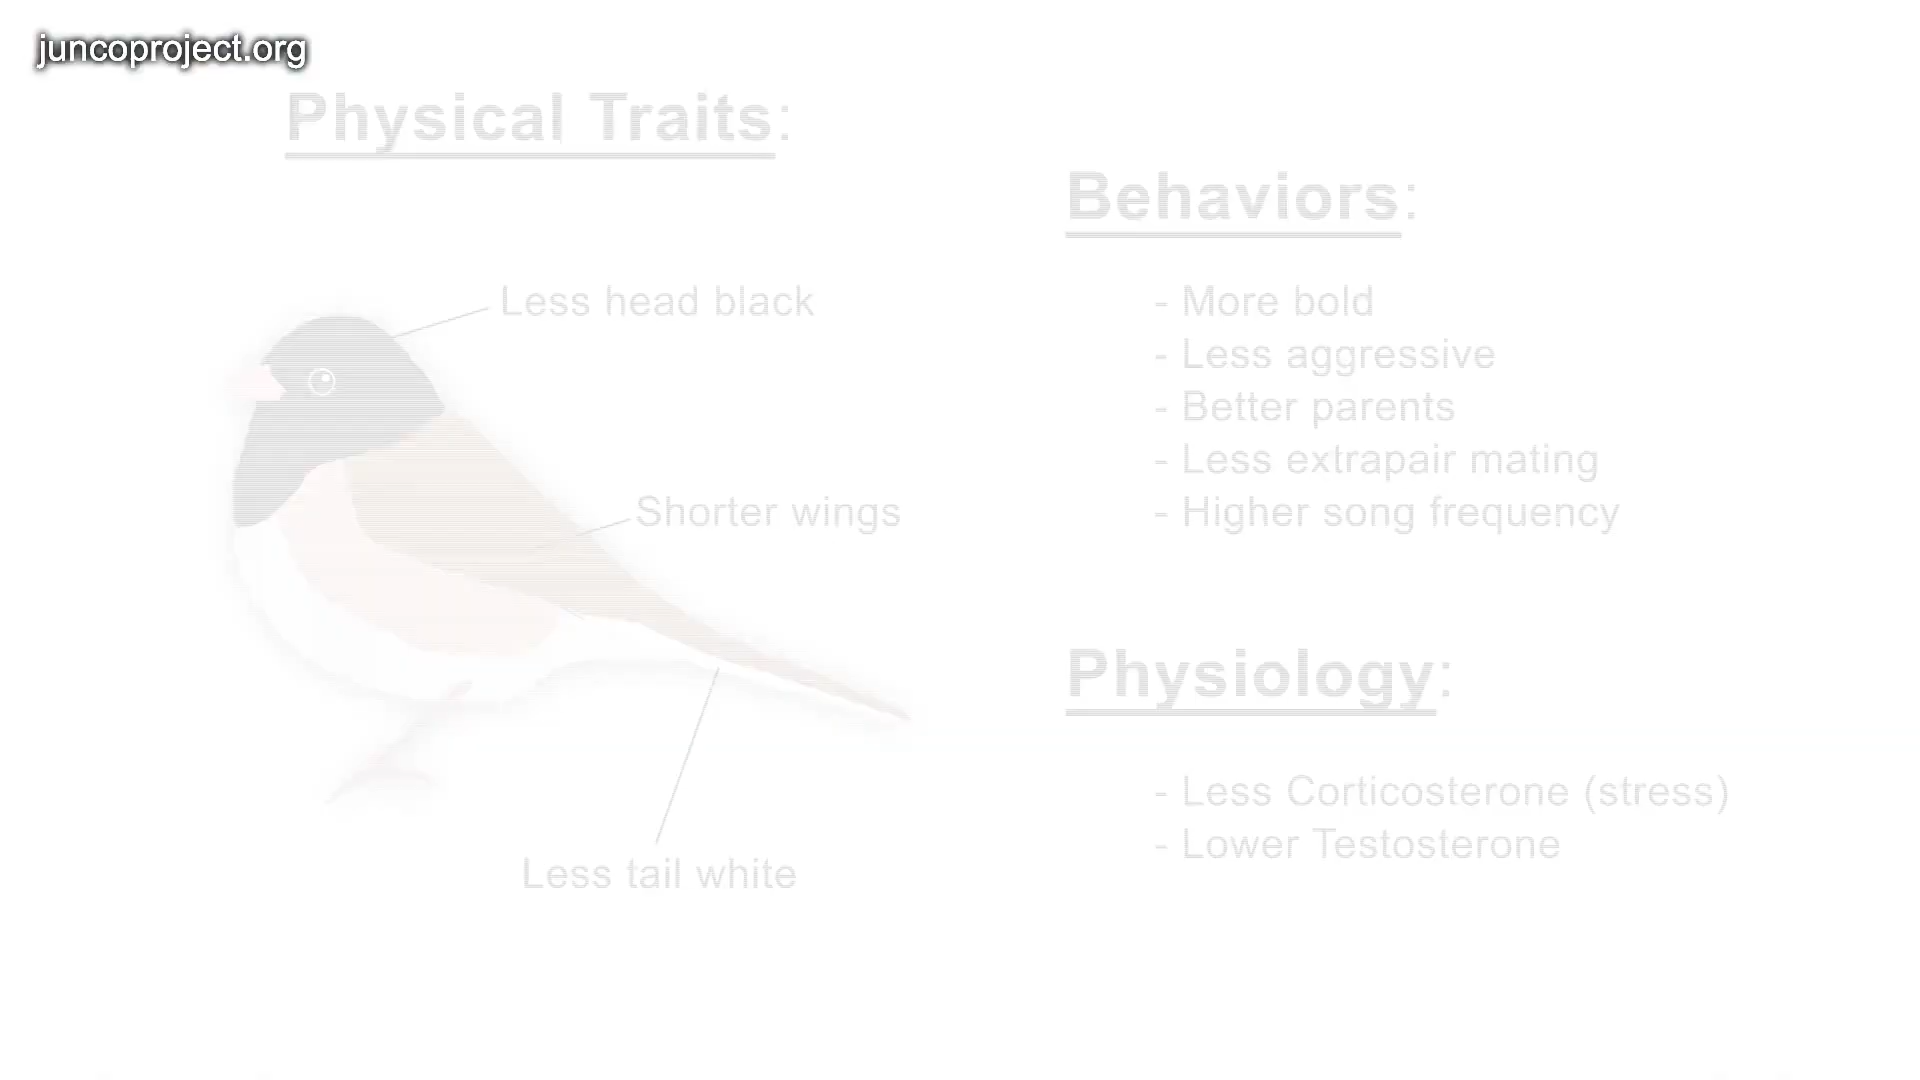 juncoproject.org
Physical Traits:
Less head black
Shorter wings
Less tail white
Behaviors:
- More bold
- Less aggressive
- Better parents
- Less extrapair mating
- Higher song frequency
Physiology:
- Less Corticosterone (stress)
- Lower Testosterone